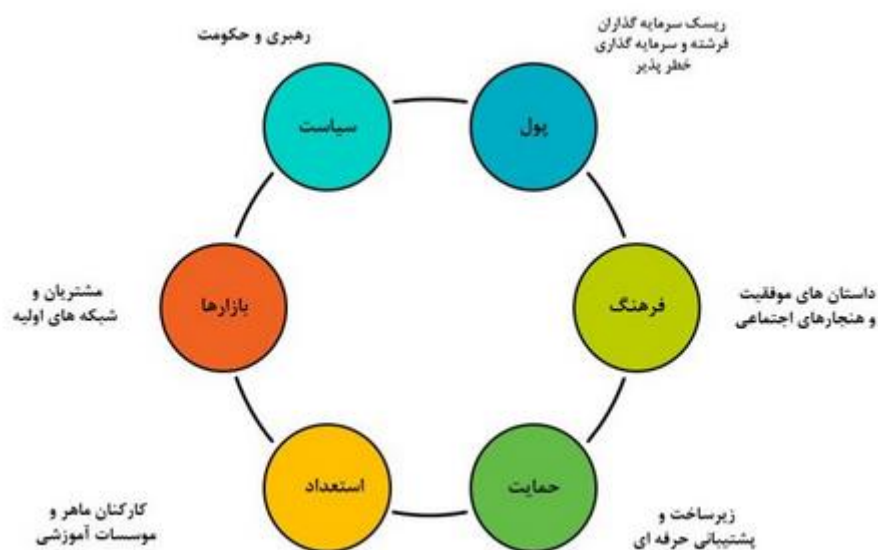 ریسک سرمایه گذاران
فرشته و سرمایه گذاری
خطر پذیر
پول
رهبری و حکومت
سیاست
داستان های موفقیت
و هنجارهای اجتماعی
فرهنگ
بازارها
مشتریان و
شبکه های اولیه
زیرساخت و
پشتیبانی حرفه ای
حمایت
استعداد
کارکنان ماهر و
موسسات آموزشی